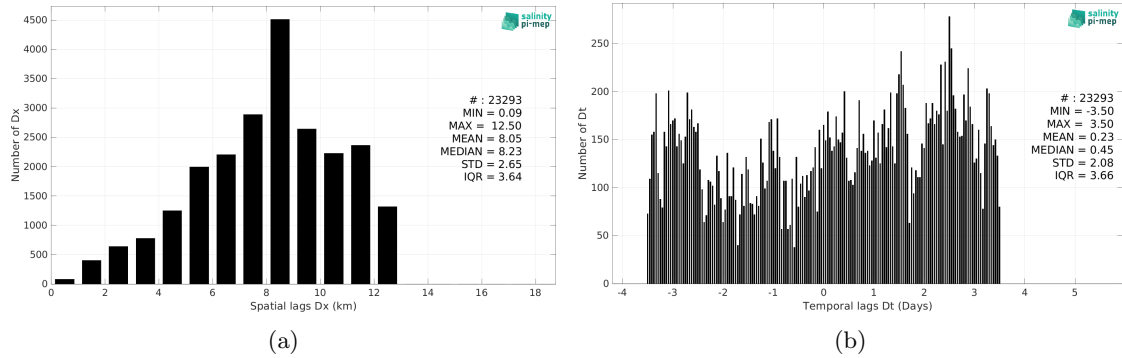 4500
4000
3500
3000
2500
2000
1500
1000
500
0
Number of Dx
0 2 4 6 8 10 12 14 16 18
Spatial lags Dx (km)
salinity
pi-mep
# : 23293
MIN = 0.09
MAX = 12.50
MEAN = 8.05
MEDIAN = 8.23
STD = 2.65
IQR = 3.64
(a)
250
200
150
100
50
0
Number of Dt
-4 -3 -2 -1 0 1 2 3 4 5
Temporal lags Dt (Days)
salinity
pi-mep
# : 23293
MIN = -3.50
MAX = 3.50
MEAN = 0.23
MEDIAN = 0.45
STD = 2.08
IQR = 3.66
(b)